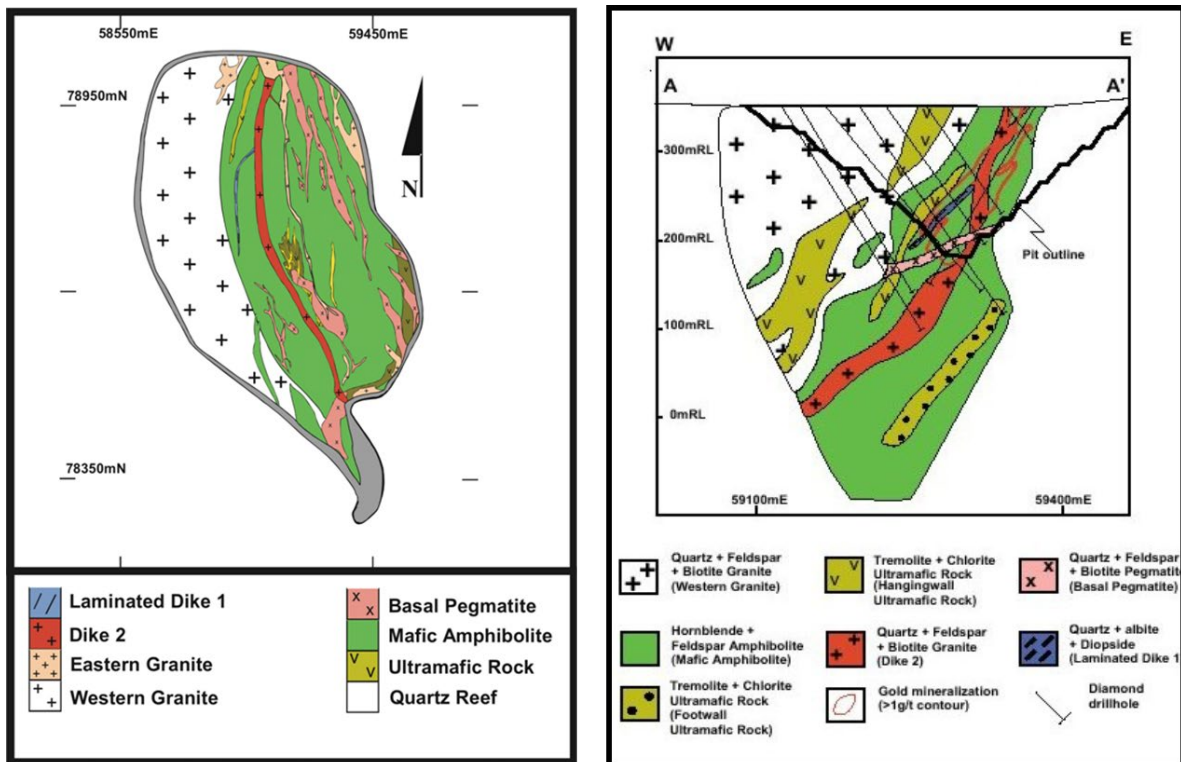 58550mE
59450mE
78950mN
N
78350mN
Laminated Dike 1
Dike 2
Eastern Granite
Western Granite
Basal Pegmatite
Mafic Amphibolite
Ultramafic Rock
Quartz Reef
W
E
A
A'
300mRL
200mRL
Pit outline
100mRL
0mRL
59100mE
59400mE
Quartz + Feldspar
+ Biotite Granite
(Western Granite)
Tremolite + Chlorite
Ultramafic Rock
(Hangingwall
Ultramafic Rock)
Quartz + Feldspar
+ Biotite Pegmatite
(Basal Pegmatite)
Hornblende +
Feldspar Amphibolite
(Mafic Amphibolite)
Quartz + Feldspar
+ Biotite Granite
(Dike 2)
Quartz + albite
+ Diopside
(Laminated Dike 1
Tremolite + Chlorite
Ultramafic Rock
(Footwall
Ultramafic Rock)
Gold mineralization
(>1g/t contour)
Diamond
drillhole